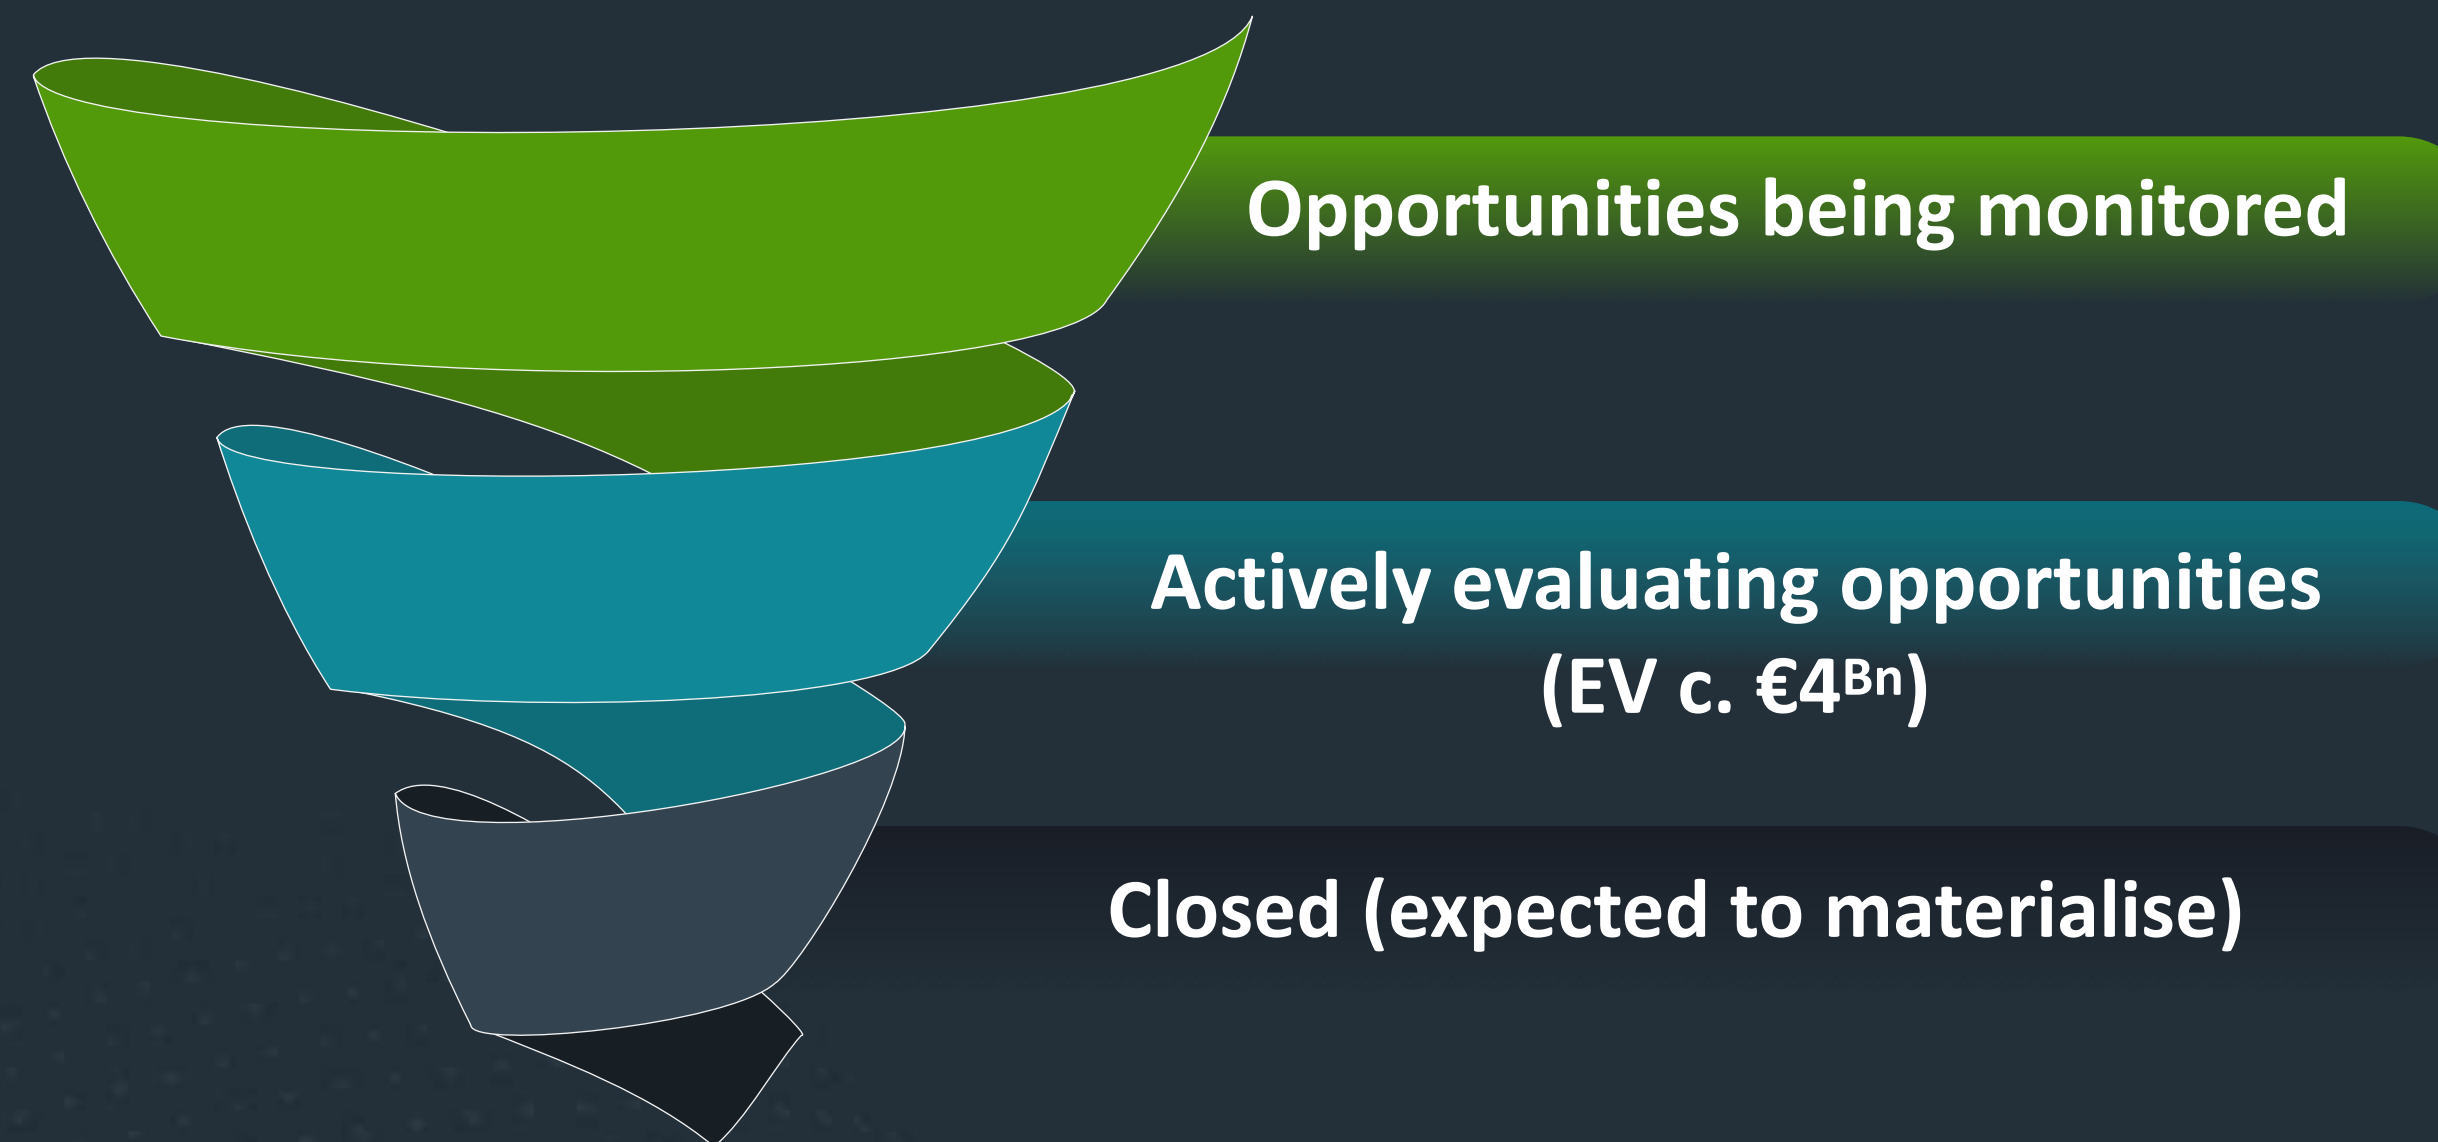 Opportunities being monitored
Actively evaluating opportunities
(EV c. €4Bn)
Closed (expected to materialise)